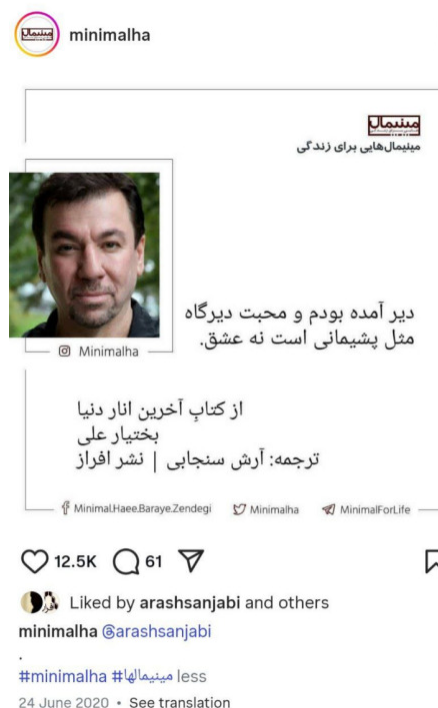 minimalha
مینیمال
مینیمال‌هایی برای زندگی
دیر آمده بودم و محبت دیرگاه
مثل پشیمانی است نه عشق.
Minimalha
از کتابِ آخرین انار دنیا
بختیار علی
ترجمه: آرش سنجابی | نشر افراز
MinimalHaee.Baraye.Zendegi
Minimalha
MinimalForLife
12.5K
61
Liked by arashsanjabi and others
minimalha @arashsanjabi
.
#minimalha #مینیمالها less
24 June 2020 • See translation